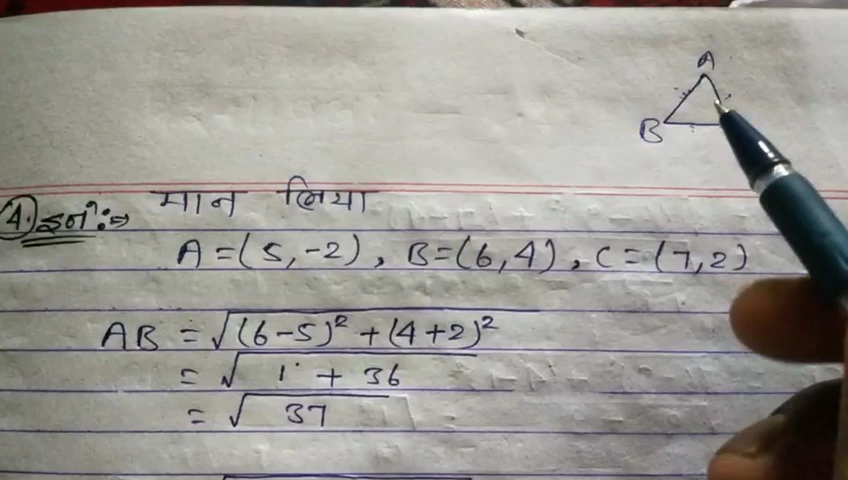 A
B
मान लिया
4. हलः⇒
A = (5, -2), B = (6, 4), C = (7, 2)
AB = √(6-5)² + (4+2)²
= √1 + 36
= √37